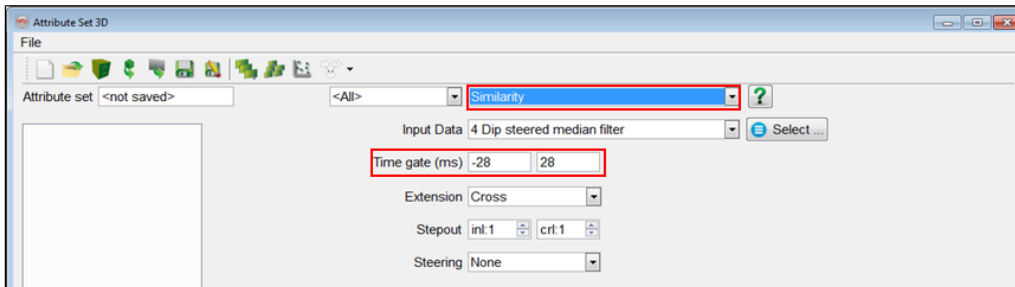 Attribute Set 3D
File
Attribute set <not saved> <All> Similarity ?
Input Data 4 Dip steered median filter Select ...
Time gate (ms) -28 28
Extension Cross
Stepout inl:1 crl:1
Steering None